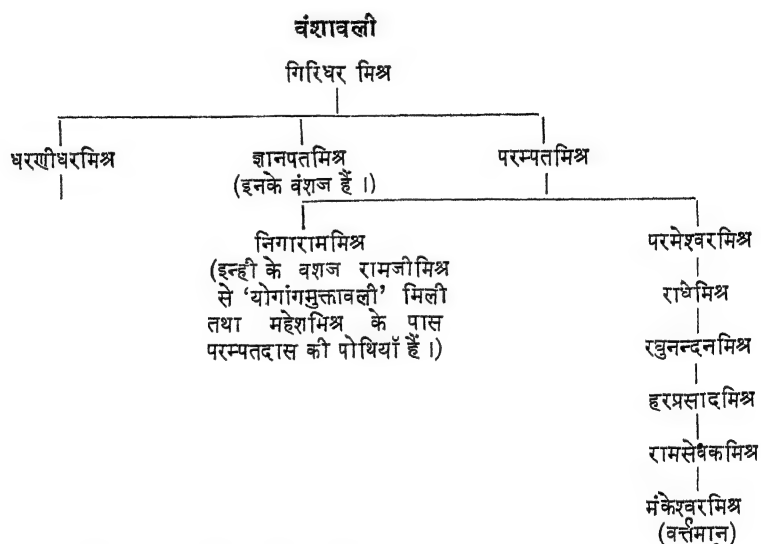 वंशावली
गिरिधर मिश्र
धरणीधरमिश्र ज्ञानपतमिश्र परम्पतमिश्र
(इनके वंशज हैं ।)
निगाराममिश्र परमेश्वरमिश्र
(इन्ही के वशज रामजीमिश्र
से ‘योगांगमुक्तावली’ मिली राधेमिश्र
तथा महेशमिश्र के पास
परम्पतदास की पोथियाँ हैं ।) रघुनन्दनमिश्र
हरप्रसादमिश्र
रामसेवकमिश्र
मंकेश्वरमिश्र
(वर्त्तमान)